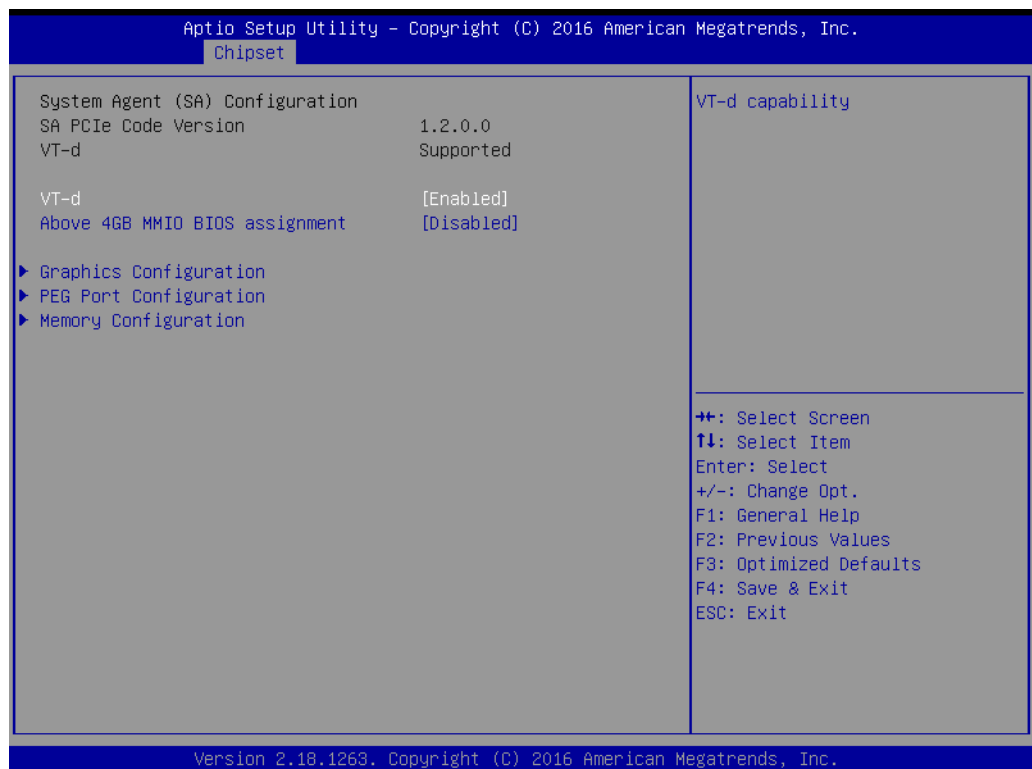 Aptio Setup Utility – Copyright (C) 2016 American Megatrends, Inc.
Chipset
System Agent (SA) Configuration
SA PCIe Code Version 1.2.0.0
VT-d Supported
VT-d [Enabled]
Above 4GB MMIO BIOS assignment [Disabled]
Graphics Configuration
PEG Port Configuration
Memory Configuration
VT-d capability
→←: Select Screen
↑↓: Select Item
Enter: Select
+/-: Change Opt.
F1: General Help
F2: Previous Values
F3: Optimized Defaults
F4: Save & Exit
ESC: Exit
Version 2.18.1263. Copyright (C) 2016 American Megatrends, Inc.